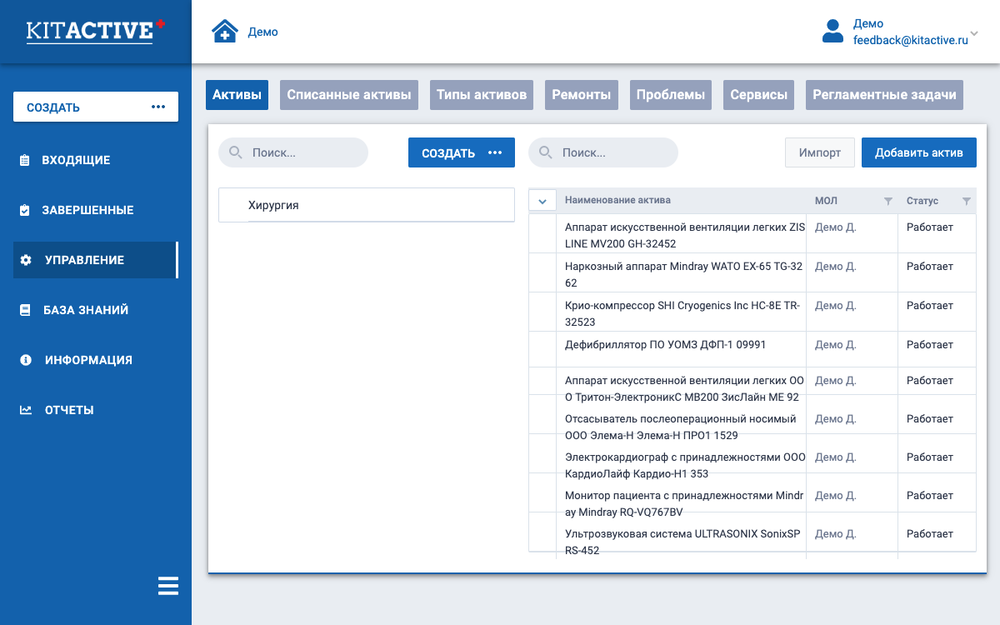 KITACTIVE
Демо
Демо
feedback@kitactive.ru
СОЗДАТЬ
ВХОДЯЩИЕ
ЗАВЕРШЕННЫЕ
УПРАВЛЕНИЕ
БАЗА ЗНАНИЙ
ИНФОРМАЦИЯ
ОТЧЕТЫ
Активы
Списанные активы
Типы активов
Ремонты
Проблемы
Сервисы
Регламентные задачи
Поиск...
СОЗДАТЬ
Хирургия
Поиск...
Импорт
Добавить актив
Наименование актива МОЛ Статус
Аппарат искусственной вентиляции легких ZIS Демо Д. Работает
LINE MV200 GH-32452
Наркозный аппарат Mindray WATO EX-65 TG-32 Демо Д. Работает
62
Крио-компрессор SHI Cryogenics Inc HC-8E TR- Демо Д. Работает
32523
Дефибриллятор ПО УОМЗ ДФП-1 09991 Демо Д. Работает
Аппарат искусственной вентиляции легких ОО Демо Д. Работает
О Тритон-ЭлектроникС МВ200 ЗисЛайн МЕ 92
Отсасыватель послеоперационный носимый Демо Д. Работает
ООО Элема-Н Элема-Н ПРО1 1529
Электрокардиограф с принадлежностями ООО Демо Д. Работает
КардиоЛайф Кардио-Н1 353
Монитор пациента с принадлежностями Mindr Демо Д. Работает
ay Mindray RQ-VQ767BV
Ультрозвуковая система ULTRASONIX SonixSP Демо Д. Работает
RS-452